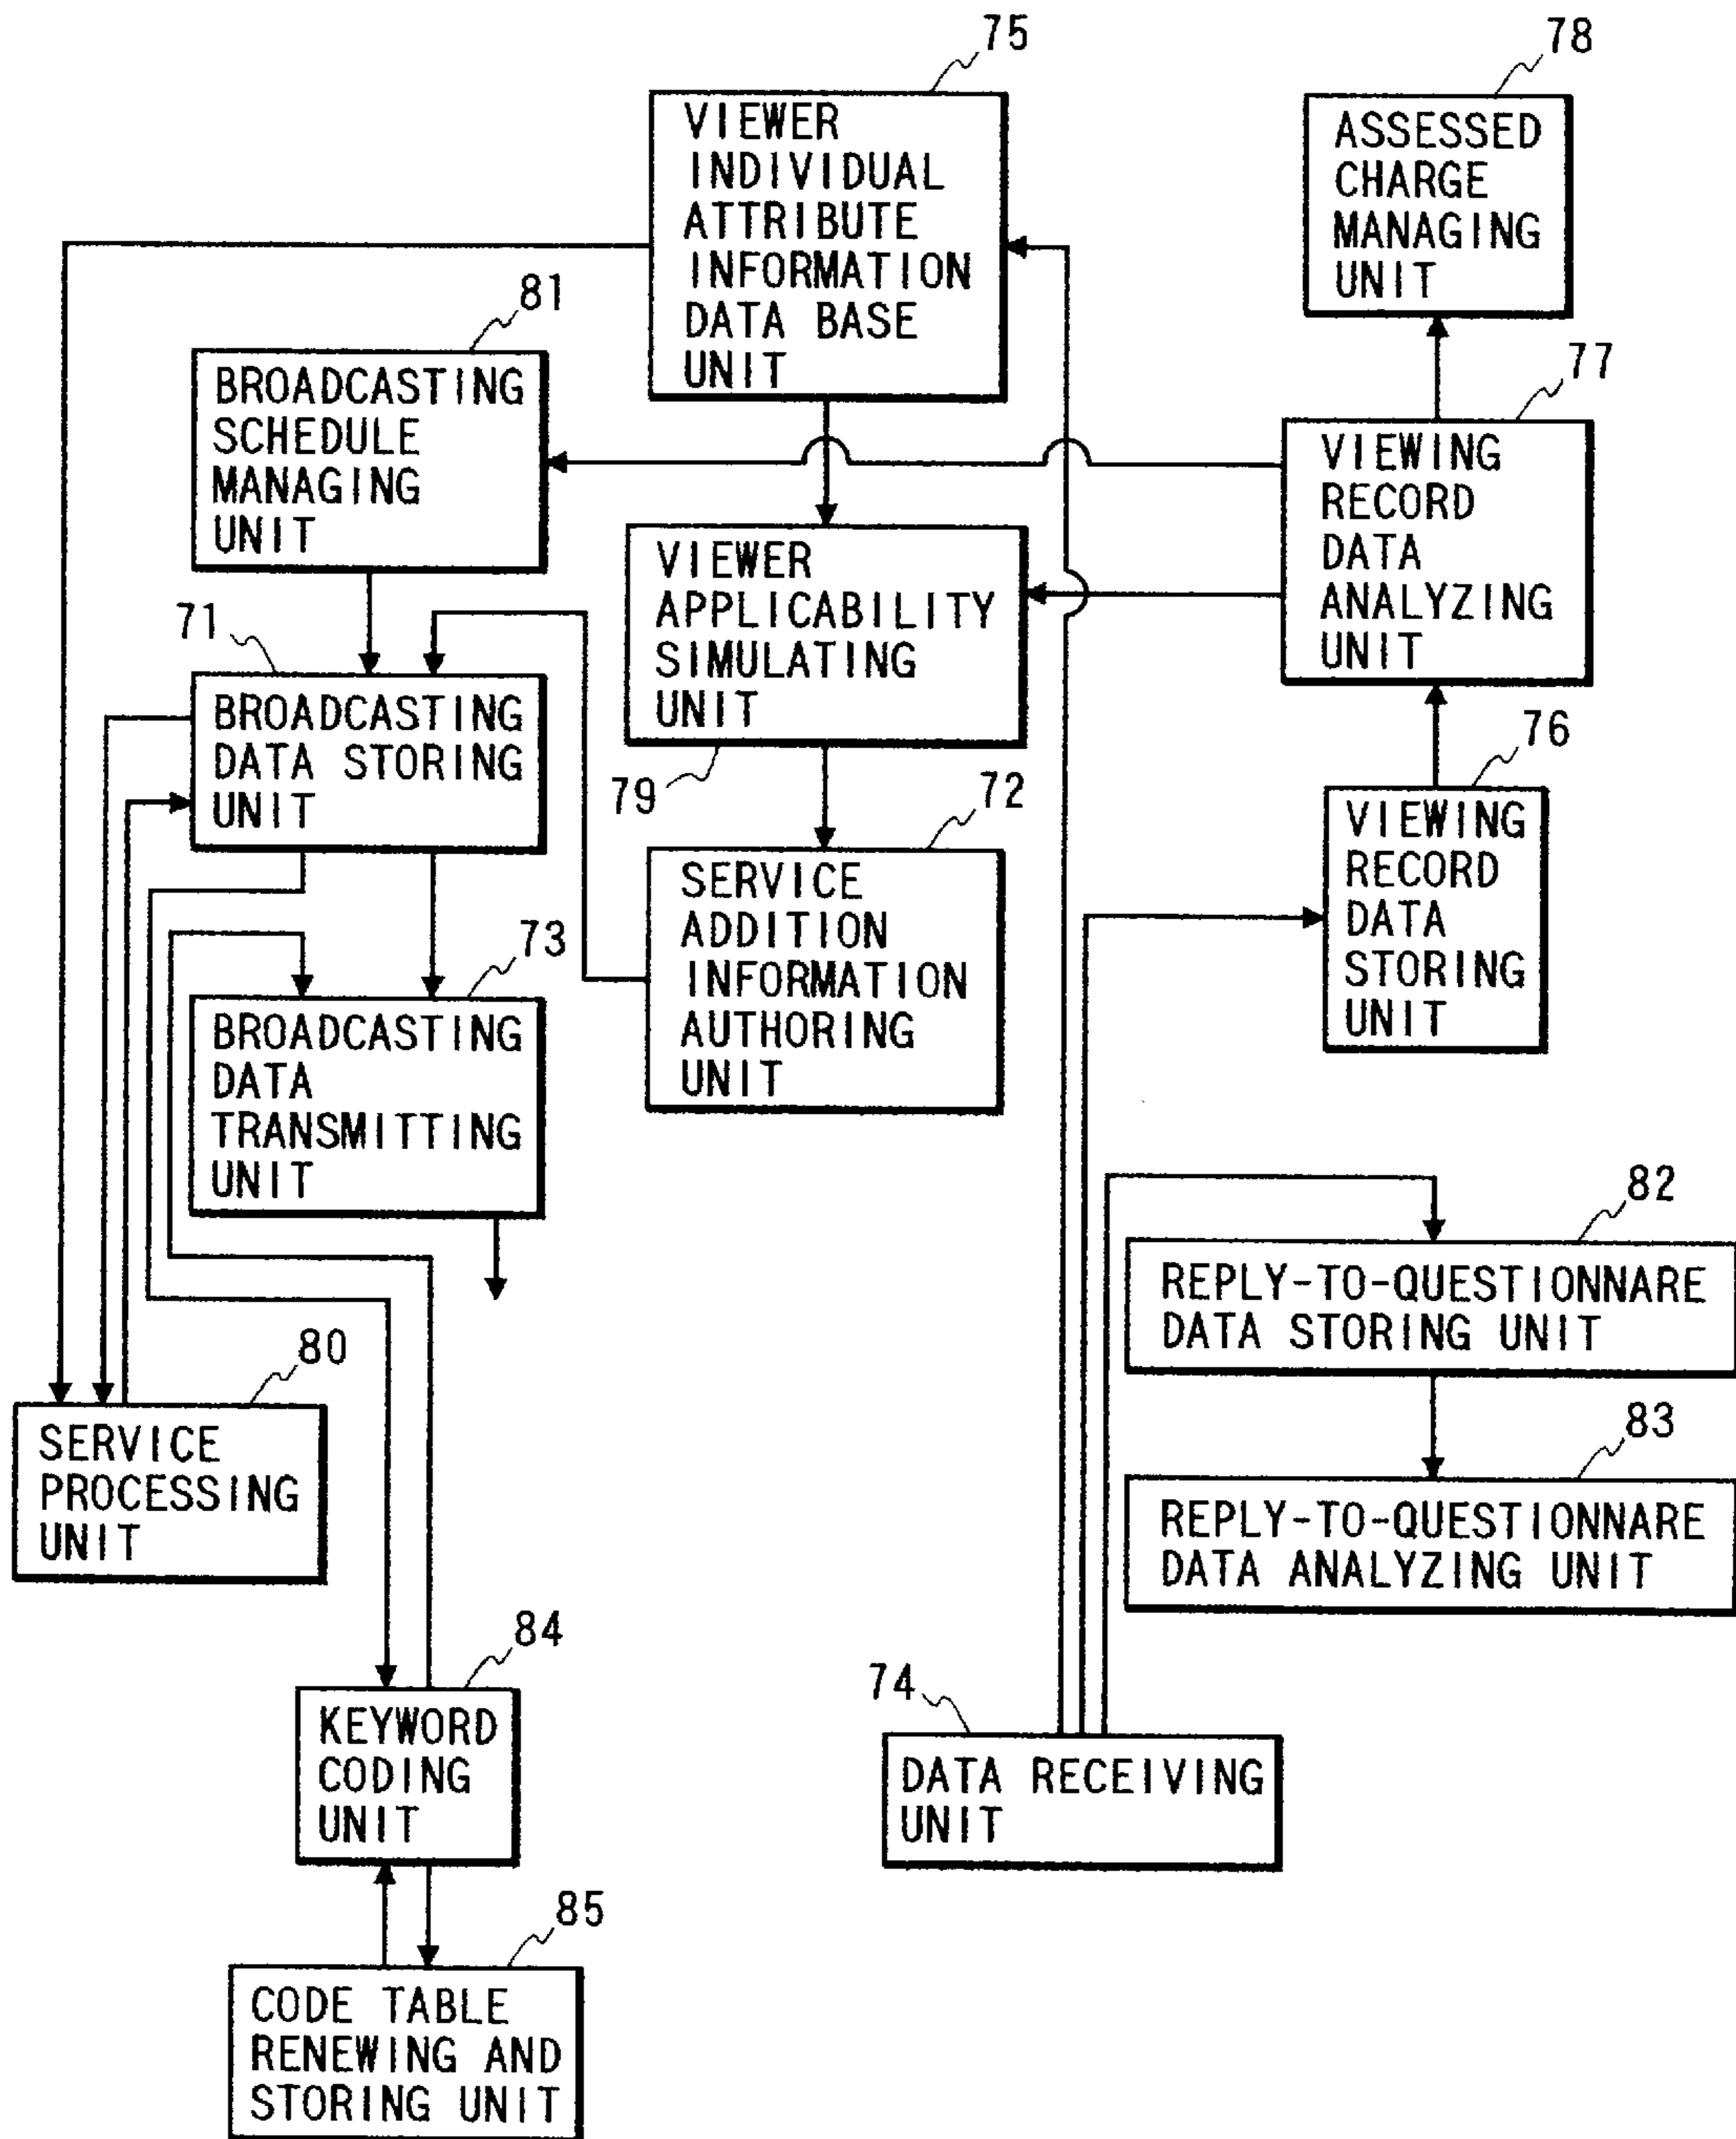 75
VIEWER
INDIVIDUAL
ATTRIBUTE
INFORMATION
DATA BASE
UNIT
78
ASSESSED
CHARGE
MANAGING
UNIT
81
BROADCASTING
SCHEDULE
MANAGING
UNIT
77
VIEWING
RECORD
DATA
ANALYZING
UNIT
VIEWER
APPLICABILITY
SIMULATING
UNIT
79
71
BROADCASTING
DATA STORING
UNIT
76
VIEWING
RECORD
DATA
STORING
UNIT
72
SERVICE
ADDITION
INFORMATION
AUTHORING
UNIT
73
BROADCASTING
DATA
TRANSMITTING
UNIT
82
REPLY-TO-QUESTIONNARE
DATA STORING UNIT
80
SERVICE
PROCESSING
UNIT
83
REPLY-TO-QUESTIONNARE
DATA ANALYZING UNIT
84
KEYWORD
CODING
UNIT
74
DATA RECEIVING
UNIT
85
CODE TABLE
RENEWING AND
STORING UNIT